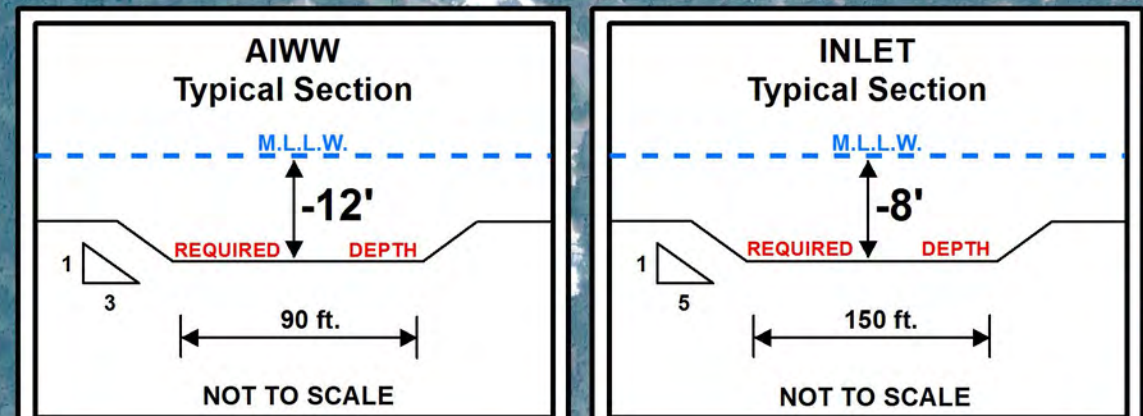 AIWW
Typical Section
M.L.L.W.
-12'
REQUIRED DEPTH
1
3
90 ft.
NOT TO SCALE
INLET
Typical Section
M.L.L.W.
-8'
REQUIRED DEPTH
1
5
150 ft.
NOT TO SCALE